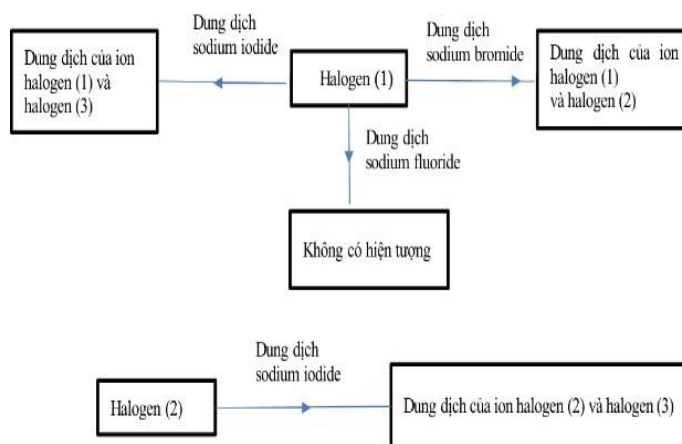 Dung dịch của ion
halogen (1) và
halogen (3)
Dung dịch
sodium iodide
Halogen (1)
Dung dịch
sodium bromide
Dung dịch của ion
halogen (1)
và halogen (2)
Dung dịch
sodium fluoride
Không có hiện tượng
Halogen (2)
Dung dịch
sodium iodide
Dung dịch của ion halogen (2) và halogen (3)